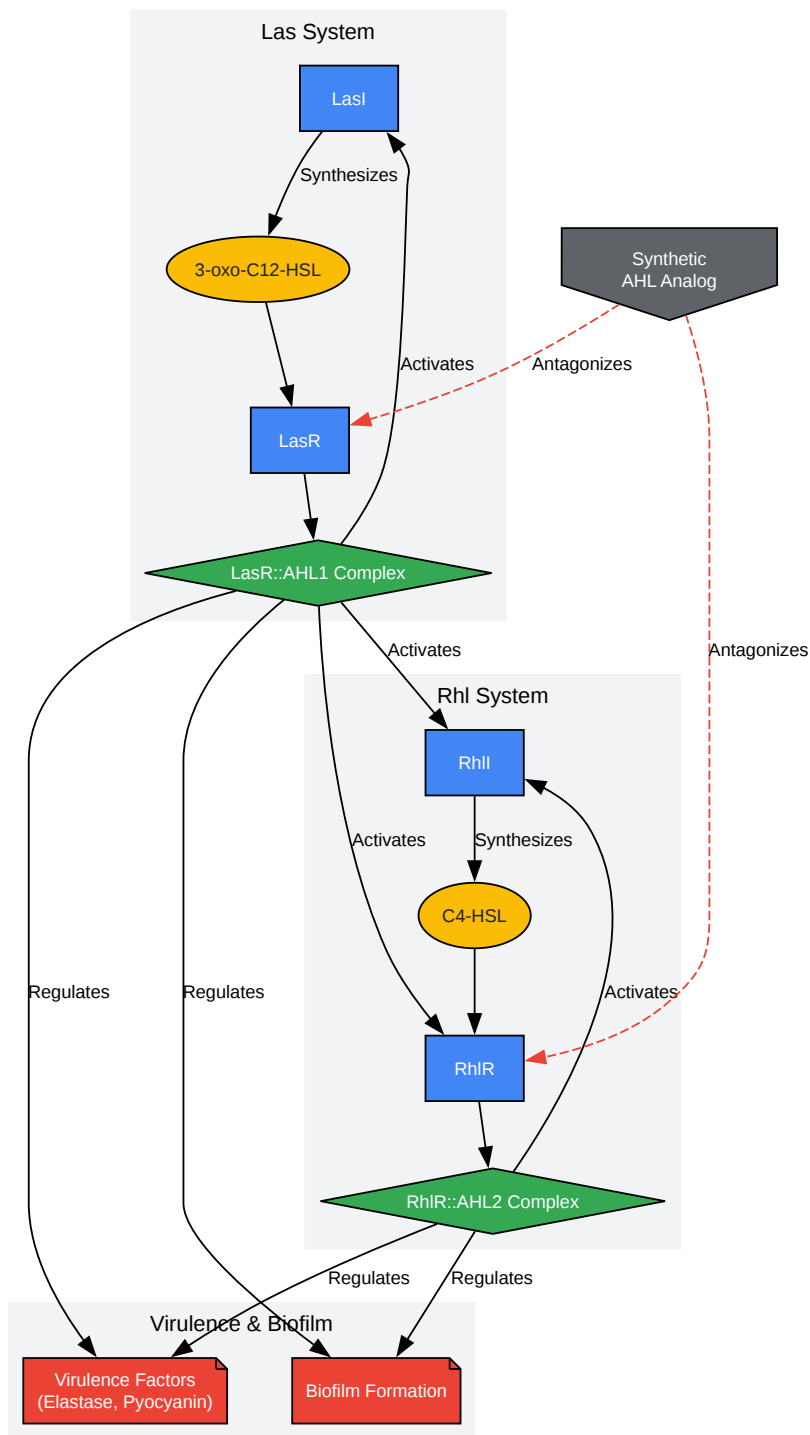 Las System
LasI
Synthesizes
3-oxo-C12-HSL
Synthetic
AHL Analog
Activates
Antagonizes
LasR
LasR::AHL1 Complex
Activates
Antagonizes
Rhl System
RhlI
Activates
Synthesizes
C4-HSL
Regulates
Regulates
Activates
RhlR
RhlR::AHL2 Complex
Regulates
Regulates
Virulence & Biofilm
Virulence Factors
(Elastase, Pyocyanin)
Biofilm Formation